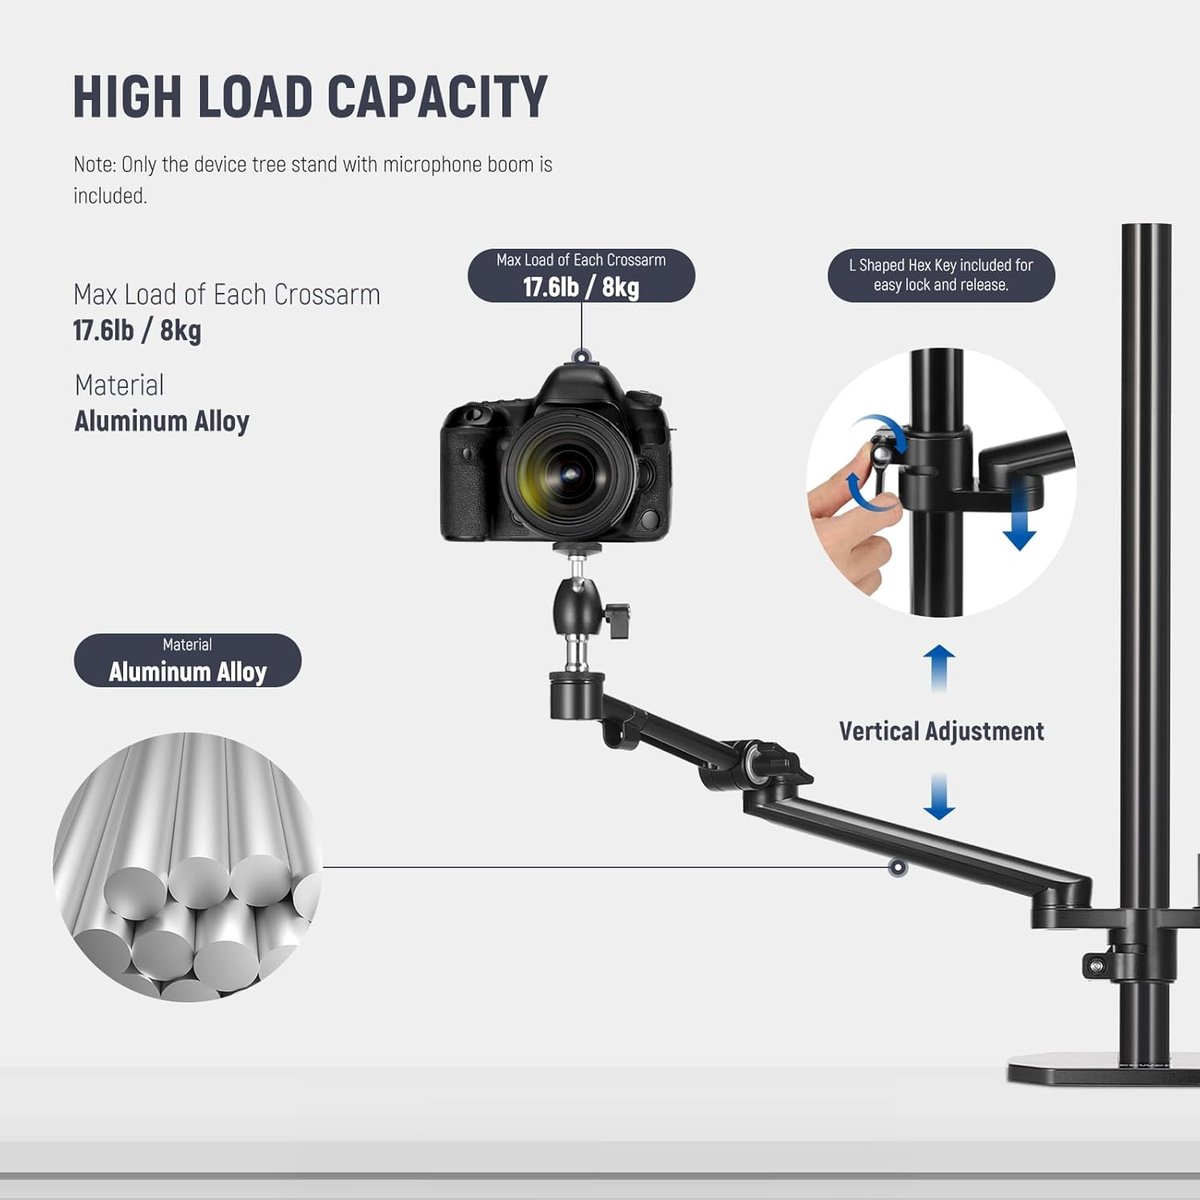 HIGH LOAD CAPACITY
Note: Only the device tree stand with microphone boom is
included.
Max Load of Each Crossarm
17.6lb / 8kg
Material
Aluminum Alloy
Max Load of Each Crossarm
17.6lb / 8kg
L Shaped Hex Key included for
easy lock and release.
Vertical Adjustment
Material
Aluminum Alloy